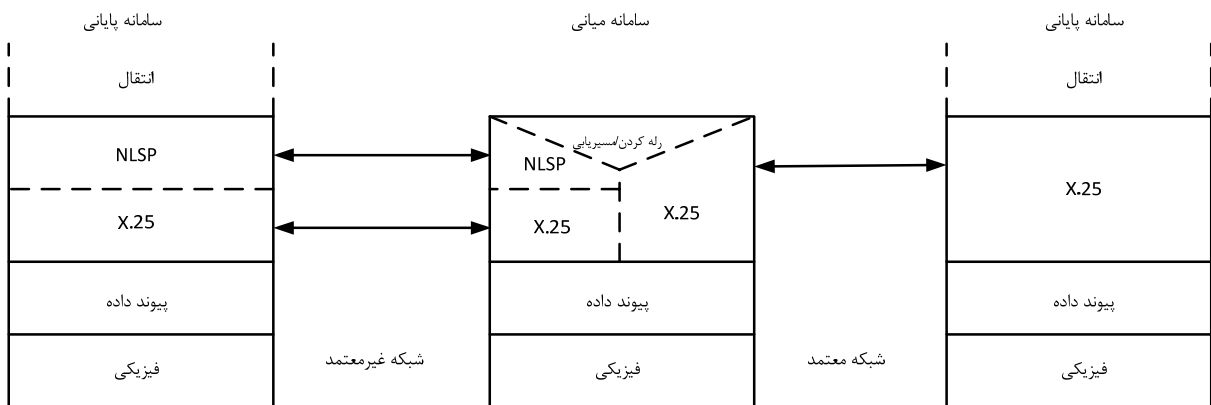 سامانه پایانی
سامانه میانی
سامانه پایانی
انتقال
انتقال
رله کردن/مسیریابی
NLSP
NLSP
X.25
X.25
X.25
X.25
پیوند داده
پیوند داده
پیوند داده
فیزیکی
شبکه غیرمعتمد
فیزیکی
شبکه معتمد
فیزیکی